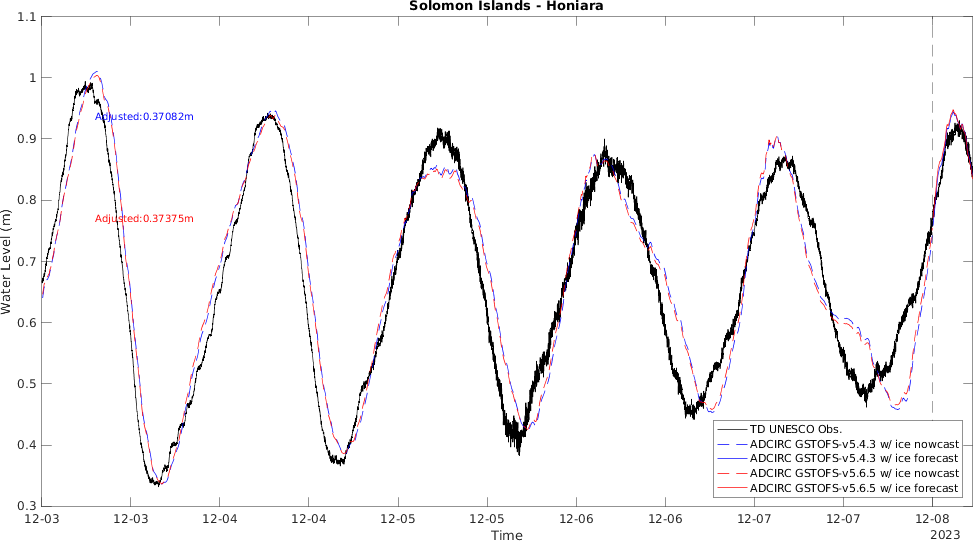 Solomon Islands - Honiara
1.1
1
0.9
0.8
0.7
0.6
0.5
0.4
0.3
Water Level (m)
Adjusted:0.37082m
Adjusted:0.37375m
TD UNESCO Obs.
ADCIRC GSTOFS-v5.4.3 w/ ice nowcast
ADCIRC GSTOFS-v5.4.3 w/ ice forecast
ADCIRC GSTOFS-v5.6.5 w/ ice nowcast
ADCIRC GSTOFS-v5.6.5 w/ ice forecast
12-03 12-03 12-04 12-04 12-05 12-05 12-06 12-06 12-07 12-07 12-08
Time
2023